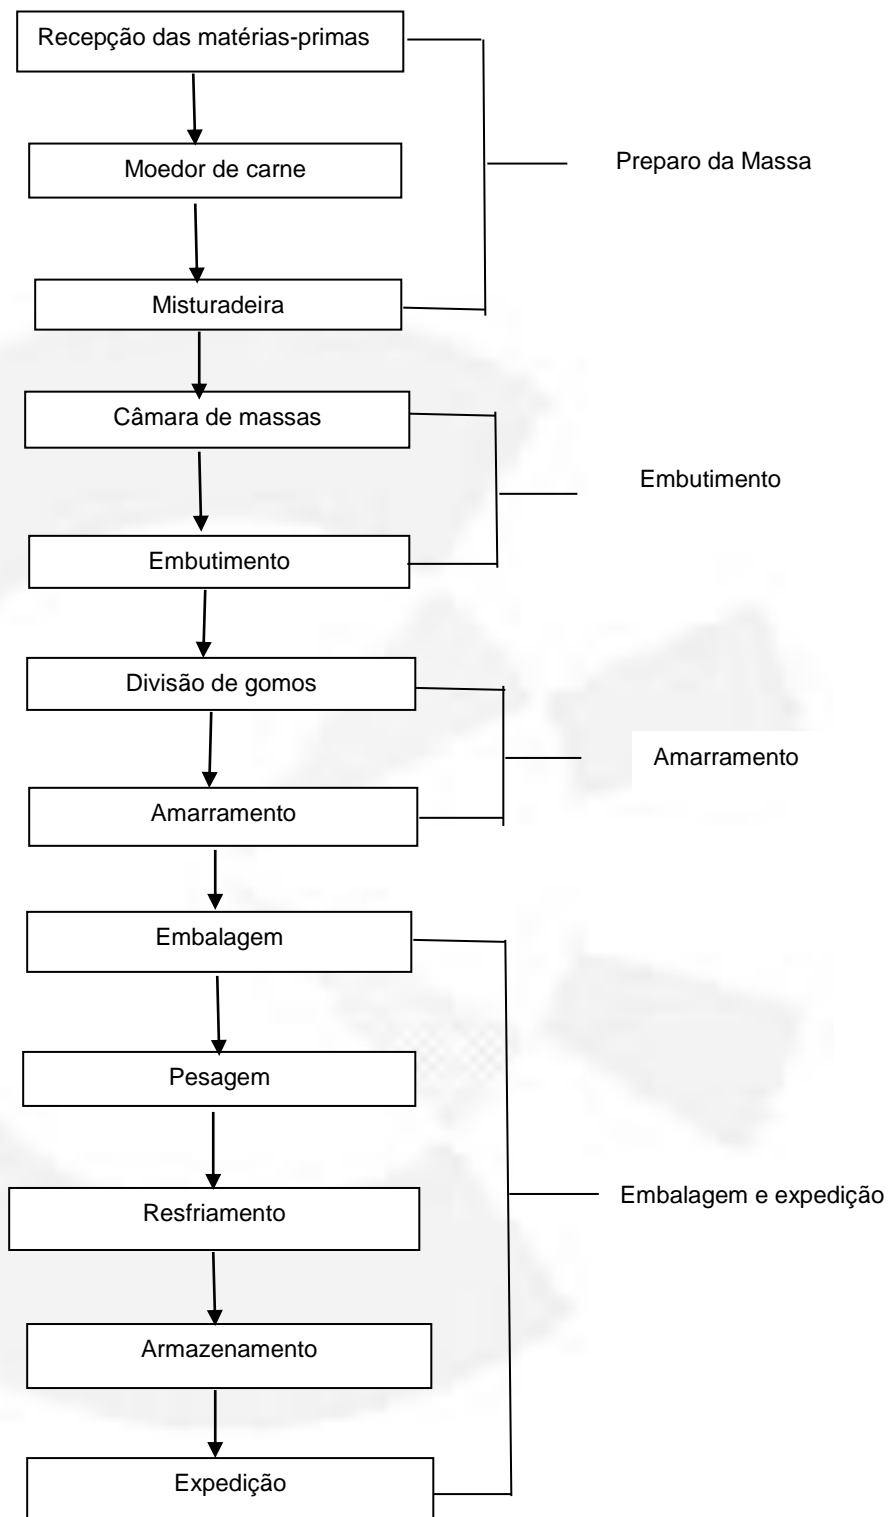 Recepção das matérias-primas
Moedor de carne
Preparo da Massa
Misturadeira
Câmara de massas
Embutimento
Embutimento
Divisão de gomos
Amarramento
Amarramento
Embalagem
Pesagem
Resfriamento
Embalagem e expedição
Armazenamento
Expedição